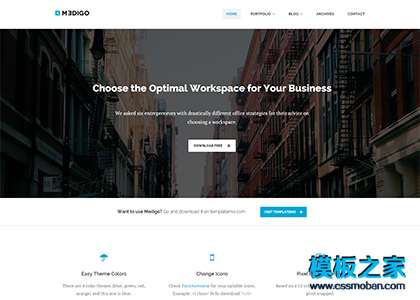 MEDIGO
HOME
PORTFOLIO
BLOG
ARCHIVES
CONTACT
Choose the Optimal Workspace for Your Business
We asked six entrepreneurs with drastically different office strategies for their advice on
choosing a workspace.
DOWNLOAD FREE
Want to use Medigo? Go and download it on templatemo.com
VISIT TEMPLATEMO
Easy Theme Colors
There are 4 color themes (blue, green, red,
orange) and this one is blue.
Change Icons
Check Font Awesome for your suitable icons.
Example: <i class="fa fa-download"></i>
Pixel
Based on a 1
模板之家
www.cssmoban.com